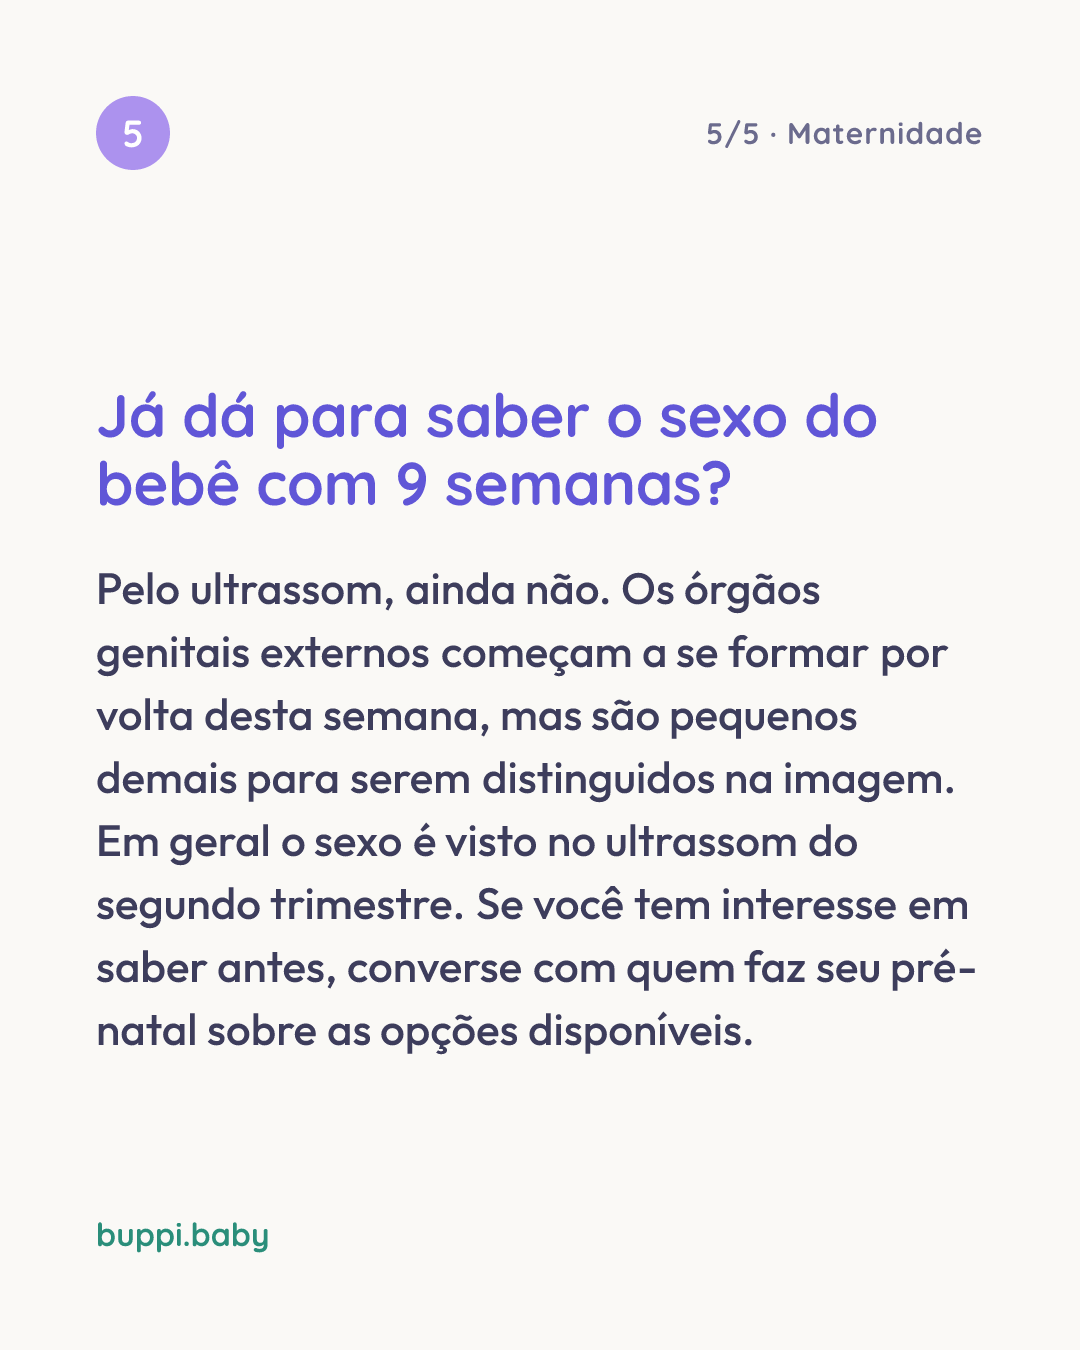 5
5/5 · Maternidade
Já dá para saber o sexo do
bebê com 9 semanas?
Pelo ultrassom, ainda não. Os órgãos
genitais externos começam a se formar por
volta desta semana, mas são pequenos
demais para serem distinguidos na imagem.
Em geral o sexo é visto no ultrassom do
segundo trimestre. Se você tem interesse em
saber antes, converse com quem faz seu pré-
natal sobre as opções disponíveis.
buppi.baby